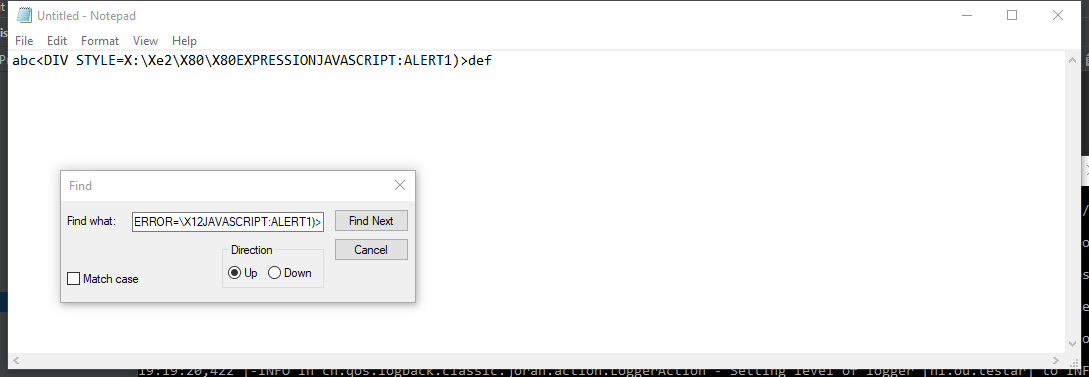 Untitled - Notepad
File Edit Format View Help
abc<DIV STYLE=X:\Xe2\X80\X80EXPRESSIONJAVASCRIPT:ALERT1)>def
Find
Find what: ERROR=\X12JAVASCRIPT:ALERT1)> Find Next
Direction Cancel
Up Down
Match case
19:19:20,422 |-INFO in ch.qos.logback.classic.joran.action.LoggerAction - Setting level of logger [nl.ou.testar] to INF